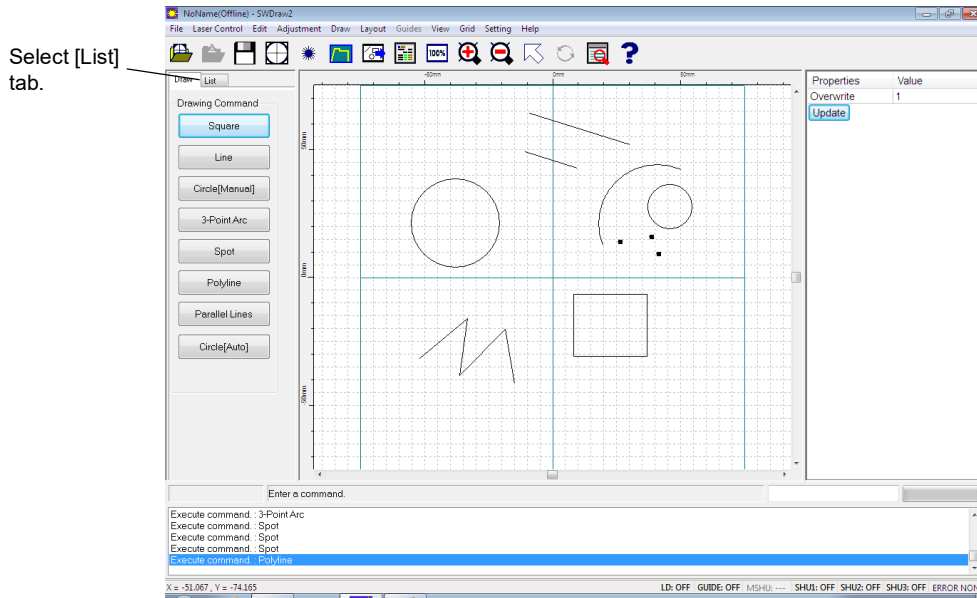 Select [List]
tab.
NoName(Offline) - SWDraw2
File Laser Control Edit Adjustment Draw Layout Guides View Grid Setting Help
100%
?
Draw List
Drawing Command
Square
Line
Circle[Manual]
3-Point Arc
Spot
Polyline
Parallel Lines
Circle[Auto]
-50mm 0mm 50mm
50mm
0mm
-50mm
Properties Value
Overwrite 1
Update
Enter a command.
Execute command. : 3-Point Arc
Execute command. : Spot
Execute command. : Spot
Execute command. : Spot
Execute command. : Polyline
X = -51.067 , Y = -74.165 LD: OFF GUIDE: OFF MSHU: --- SHU1: OFF SHU2: OFF SHU3: OFF ERROR NON